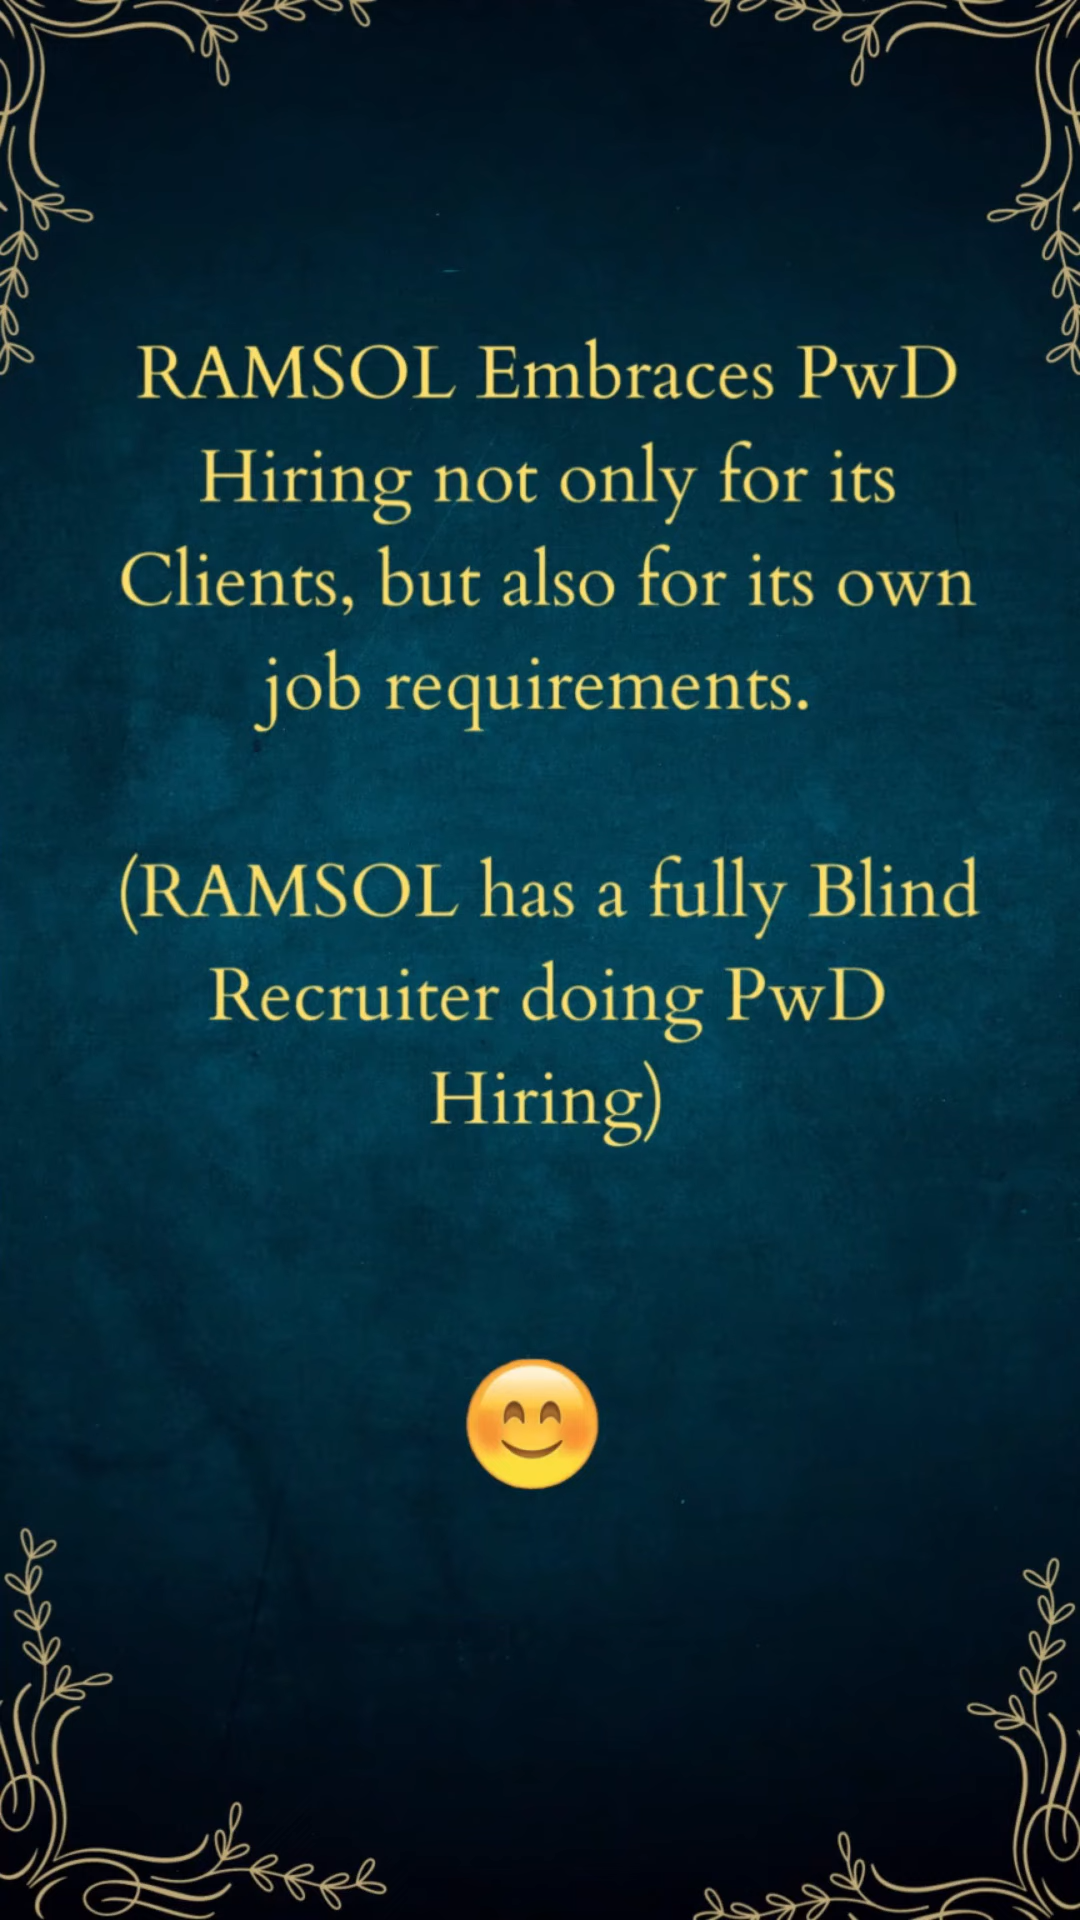 RAMSOL Embraces PwD
Hiring not only for its
Clients, but also for its own
job requirements.
(RAMSOL has a fully Blind
Recruiter doing PwD
Hiring)